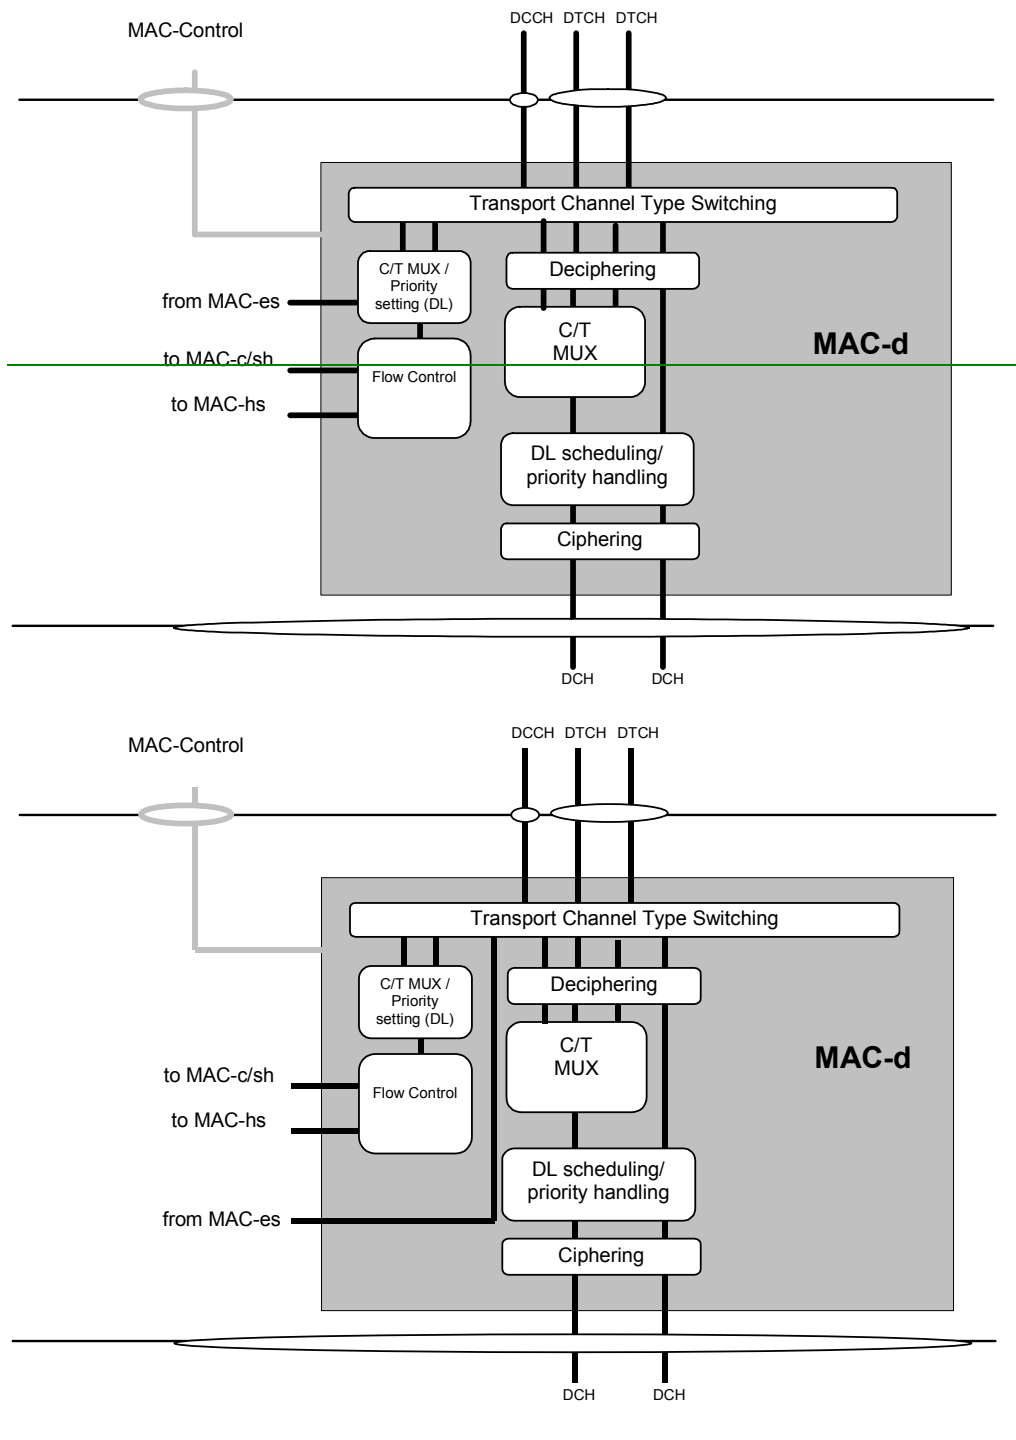 MAC-Control
DCCH DTCH DTCH
Transport Channel Type Switching
C/T MUX /
Priority
setting (DL)
Deciphering
from MAC-es
C/T
MUX
MAC-d
to MAC-c/sh
Flow Control
to MAC-hs
DL scheduling/
priority handling
Ciphering
DCH DCH
MAC-Control
DCCH DTCH DTCH
Transport Channel Type Switching
C/T MUX /
Priority
setting (DL)
Deciphering
C/T
MUX
MAC-d
to MAC-c/sh
Flow Control
to MAC-hs
DL scheduling/
priority handling
from MAC-es
Ciphering
DCH DCH